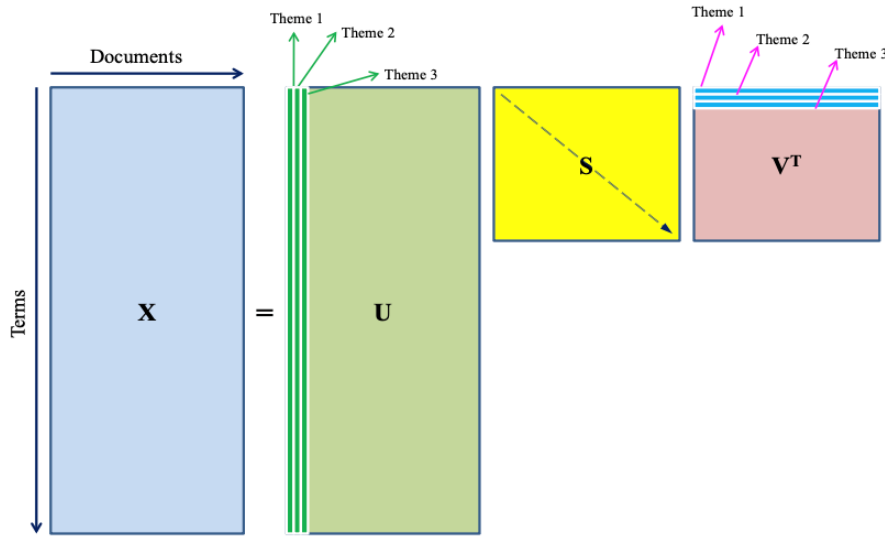 Theme 1
Theme 2
Theme 3
Theme 1
Theme 2
Theme 3
Documents
Terms
X
=
U
S
Vᵀ